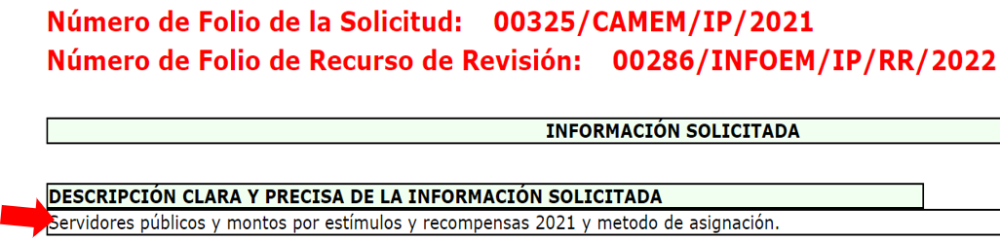 Número de Folio de la Solicitud: 00325/CAMEM/IP/2021
Número de Folio de Recurso de Revisión: 00286/INFOEM/IP/RR/2022
INFORMACIÓN SOLICITADA
DESCRIPCIÓN CLARA Y PRECISA DE LA INFORMACIÓN SOLICITADA
Servidores públicos y montos por estímulos y recompensas 2021 y metodo de asignación.